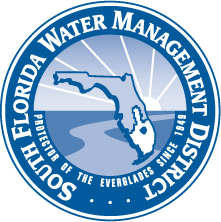 SOUTH FLORIDA WATER MANAGEMENT DISTRICT
PROTECTOR OF THE EVERGLADES SINCE 1949